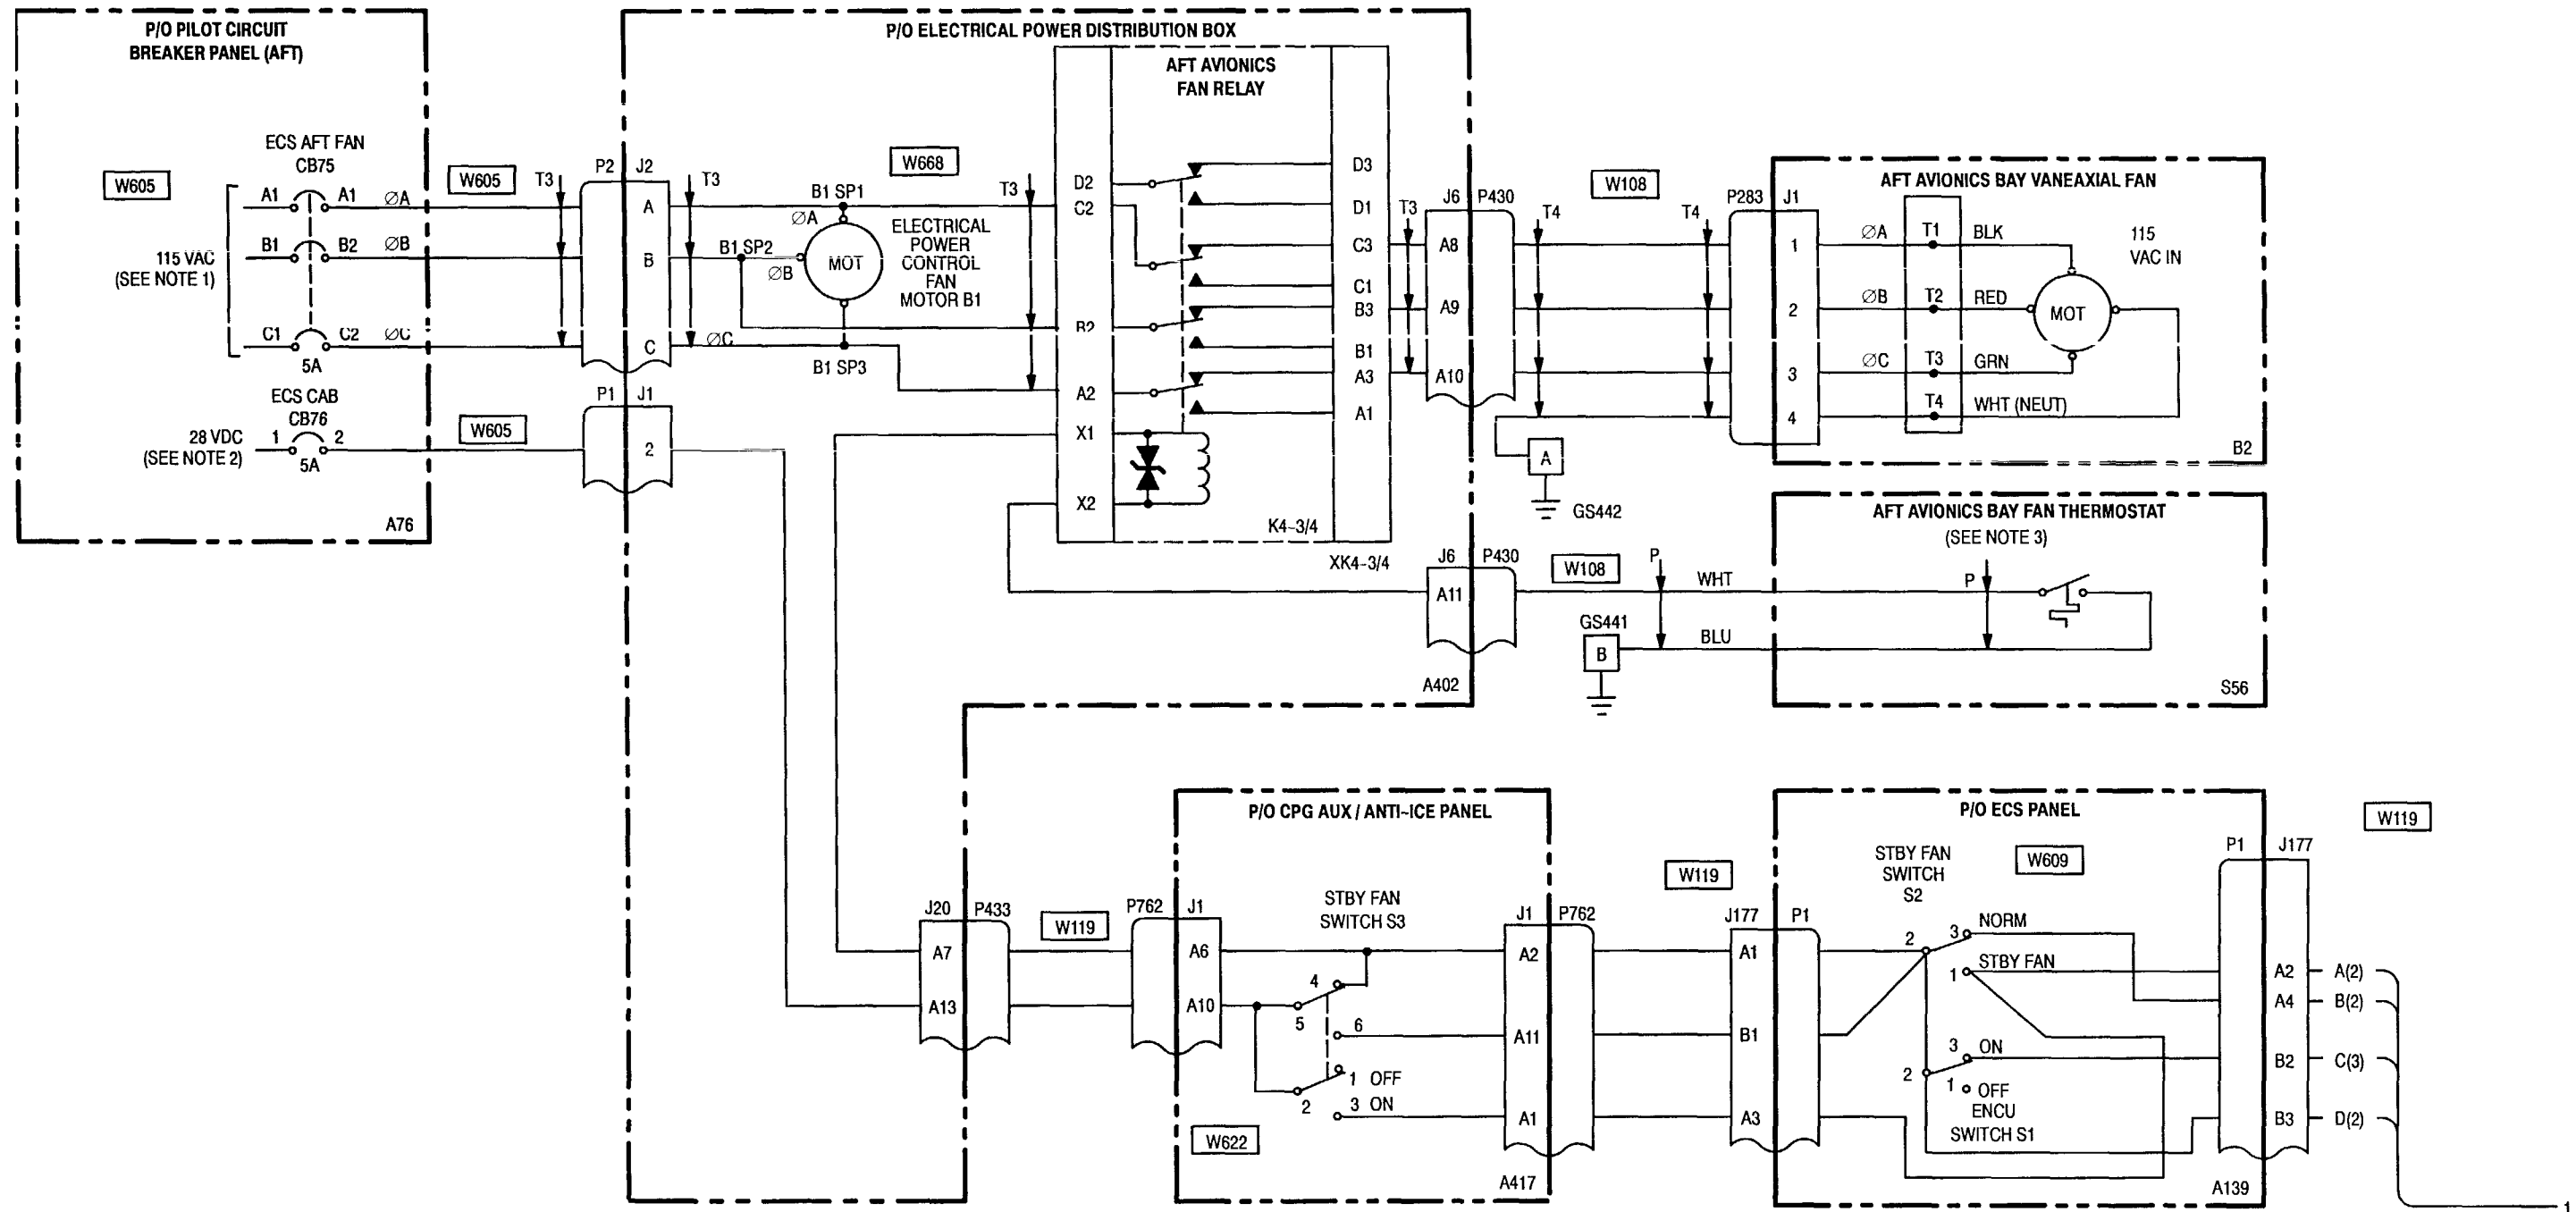 P/O PILOT CIRCUIT
BREAKER PANEL (AFT)
W605
ECS AFT FAN
CB75
A1
A1
ØA
B1
B2
ØB
115 VAC
(SEE NOTE 1)
C1
C2
ØC
5A
ECS CAB
CB76
28 VDC
(SEE NOTE 2)
1
2
5A
A76
W605
T3
W605
P/O ELECTRICAL POWER DISTRIBUTION BOX
P2
J2
T3
A
B
C
P1
J1
2
W668
T3
B1 SP1
ØA
B1 SP2
ØB
MOT
ØC
B1 SP3
ELECTRICAL
POWER
CONTROL
FAN
MOTOR B1
AFT AVIONICS
FAN RELAY
D2
C2
B2
A2
X1
X2
D3
D1
C3
C1
B3
B1
A3
A1
K4-3/4
XK4-3/4
T3
J6
P430
A8
A9
A10
T4
W108
T4
A
GS442
P283
J1
1
2
3
4
AFT AVIONICS BAY VANEAXIAL FAN
ØA
T1
BLK
ØB
T2
RED
ØC
T3
GRN
T4
WHT (NEUT)
MOT
115
VAC IN
B2
J6
P430
A11
W108
P
WHT
GS441
B
BLU
AFT AVIONICS BAY FAN THERMOSTAT
(SEE NOTE 3)
P
S56
A402
J20
P433
A7
A13
W119
P/O CPG AUX / ANTI-ICE PANEL
P762
J1
A6
A10
STBY FAN
SWITCH S3
4
5
6
1 OFF
2
3 ON
W622
J1
P762
A2
A11
A1
A417
W119
P/O ECS PANEL
J177
P1
A1
B1
A3
STBY FAN
SWITCH
S2
W609
2
3
NORM
1
STBY FAN
3
ON
2
1
OFF
ENCU
SWITCH S1
P1
J177
A2
A4
B2
B3
A139
W119
A(2)
B(2)
C(3)
D(2)
1